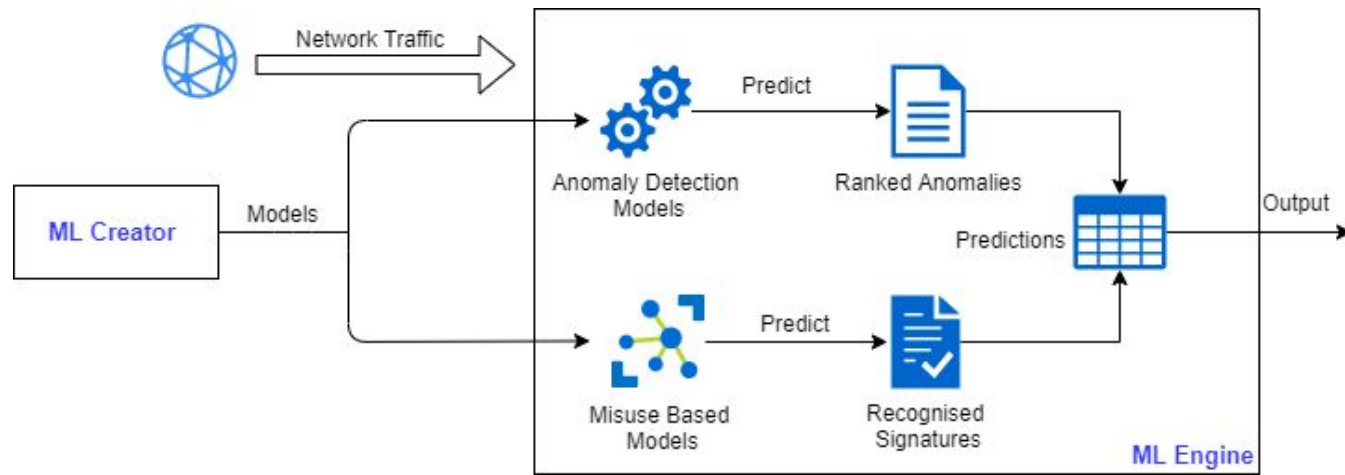 Network Traffic
Predict
Anomaly Detection
Models
Ranked Anomalies
ML Creator
Models
Predictions
Output
Predict
Misuse Based
Models
Recognised
Signatures
ML Engine